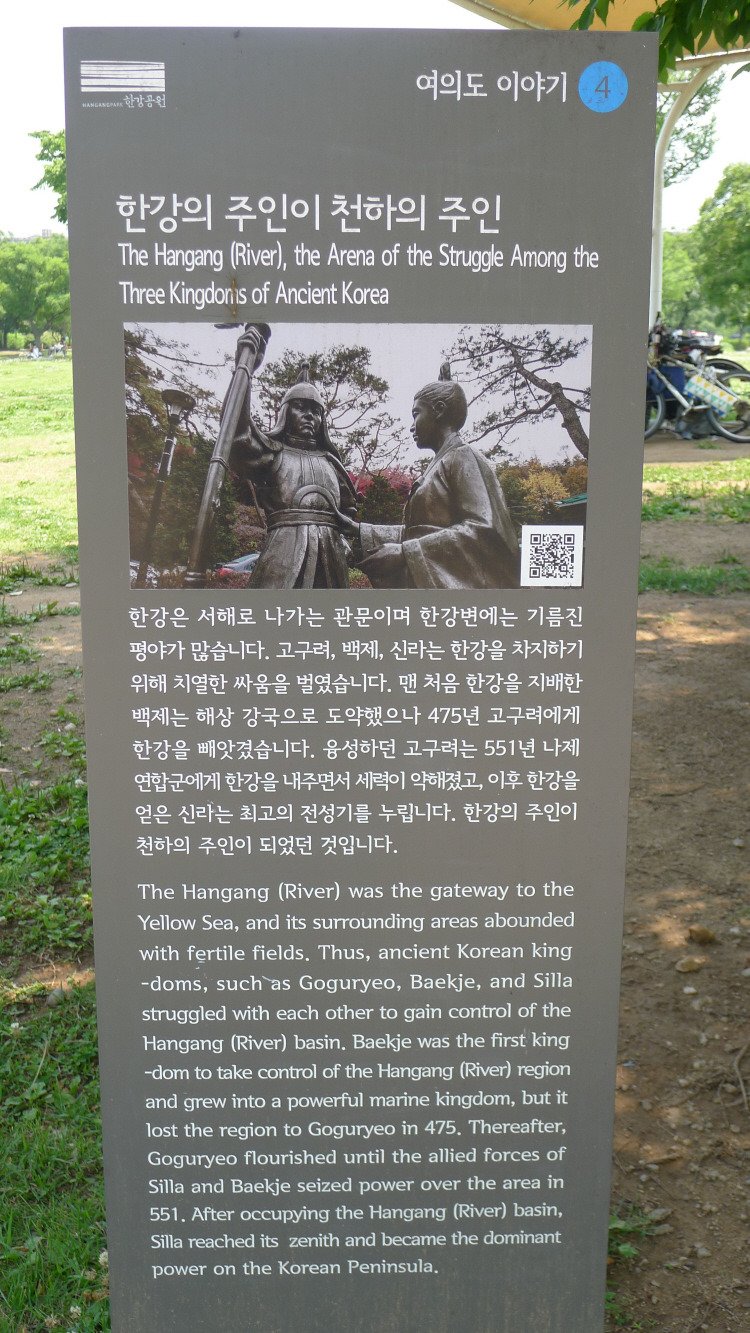 HANGANGPARK 한강공원
여의도 이야기 4
한강의 주인이 천하의 주인
The Hangang (River), the Arena of the Struggle Among the
Three Kingdoms of Ancient Korea
한강은 서해로 나가는 관문이며 한강변에는 기름진
평야가 많습니다. 고구려, 백제, 신라는 한강을 차지하기
위해 치열한 싸움을 벌였습니다. 맨 처음 한강을 지배한
백제는 해상 강국으로 도약했으나 475년 고구려에게
한강을 빼앗겼습니다. 융성하던 고구려는 551년 나제
연합군에게 한강을 내주면서 세력이 약해졌고, 이후 한강을
얻은 신라는 최고의 전성기를 누립니다. 한강의 주인이
천하의 주인이 되었던 것입니다.
The Hangang (River) was the gateway to the
Yellow Sea, and its surrounding areas abounded
with fertile fields. Thus, ancient Korean king
-doms, such as Goguryeo, Baekje, and Silla
struggled with each other to gain control of the
Hangang (River) basin. Baekje was the first king
-dom to take control of the Hangang (River) region
and grew into a powerful marine kingdom, but it
lost the region to Goguryeo in 475. Thereafter,
Goguryeo flourished until the allied forces of
Silla and Baekje seized power over the area in
551. After occupying the Hangang (River) basin,
Silla reached its zenith and became the dominant
power on the Korean Peninsula.